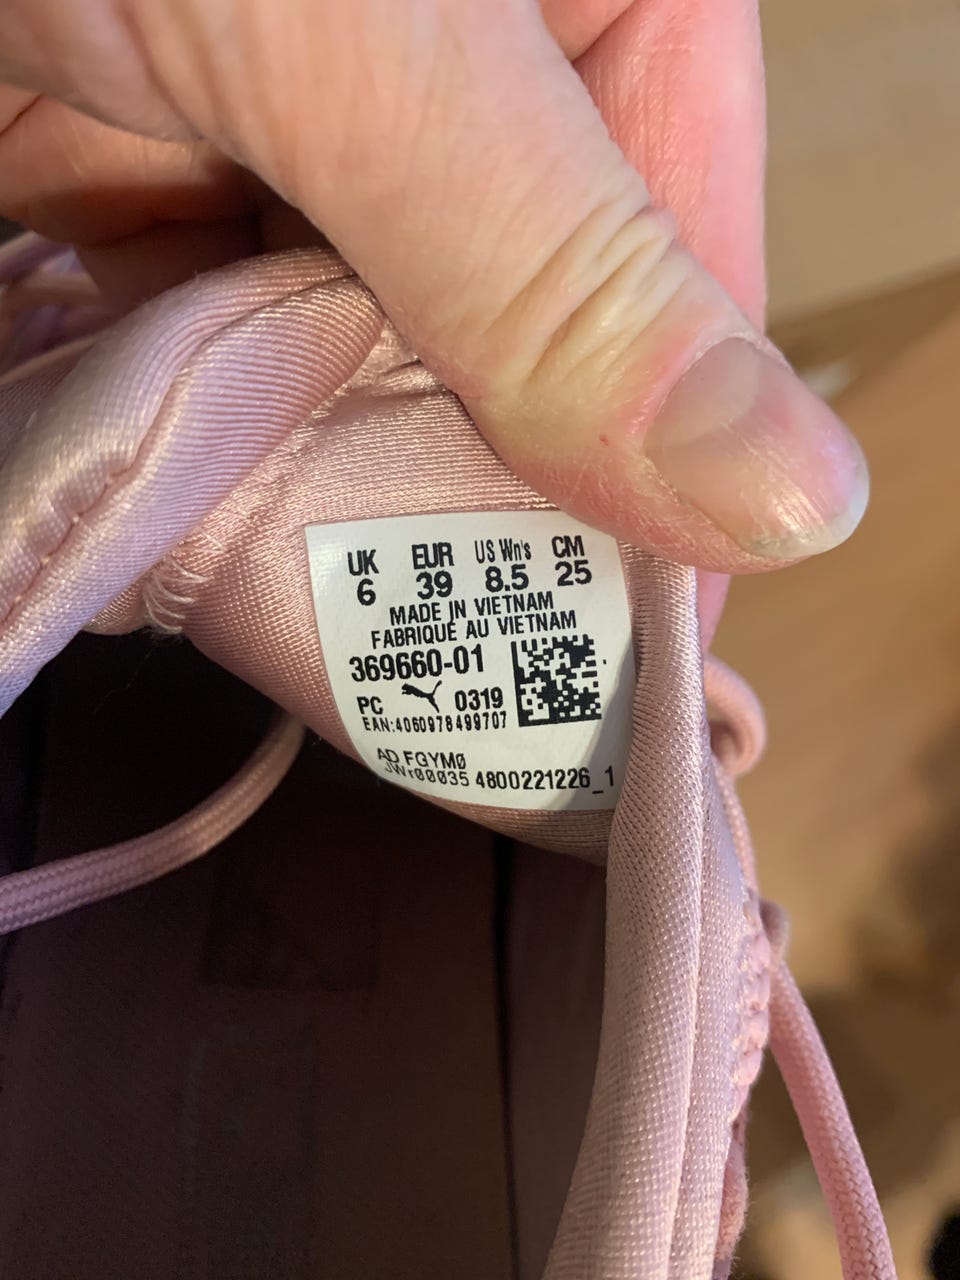 UK EUR US Wn's CM
6 39 8.5 25
MADE IN VIETNAM
FABRIQUÉ AU VIETNAM
369660-01
PC 0319
EAN:4060978499707
AD FGYMØ
JWr00035 4800221226_1